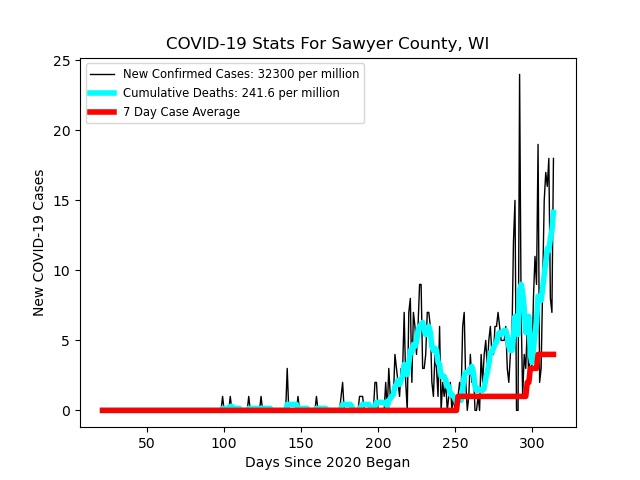 COVID-19 Stats For Sawyer County, WI
New Confirmed Cases: 32300 per million
Cumulative Deaths: 241.6 per million
7 Day Case Average
25
20
15
10
5
0
New COVID-19 Cases
50 100 150 200 250 300
Days Since 2020 Began